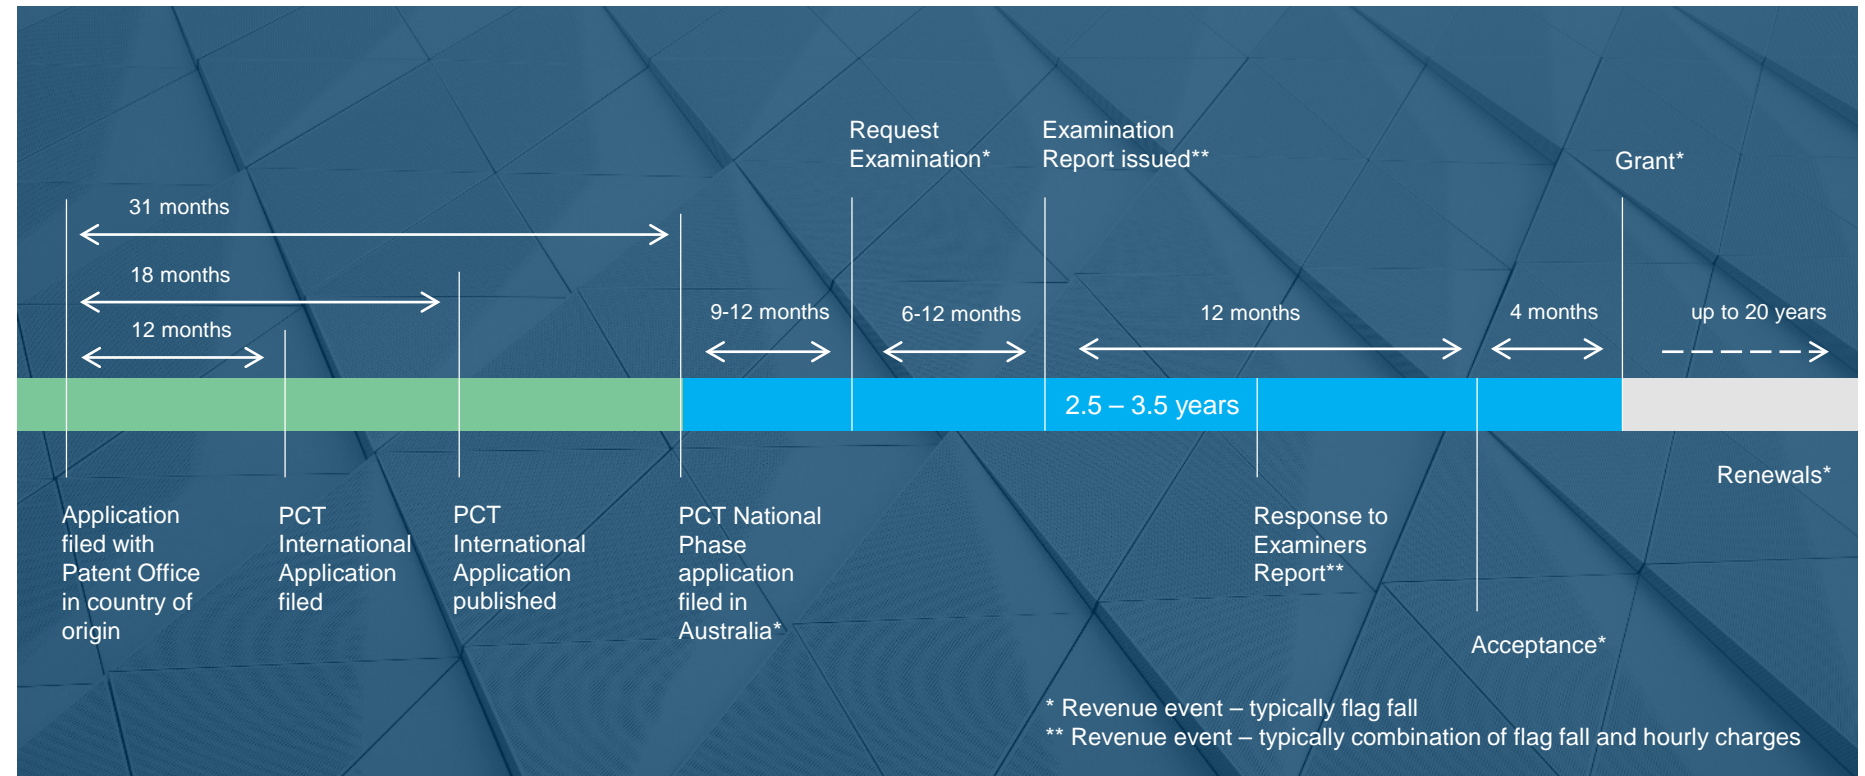 Request
Examination*
Examination
Report issued**
Grant*
31 months
18 months
12 months
9-12 months
6-12 months
12 months
4 months
up to 20 years
2.5 – 3.5 years
Renewals*
Application
filed with
Patent Office
in country of
origin
PCT
International
Application
filed
PCT
International
Application
published
PCT National
Phase
application
filed in
Australia*
Response to
Examiners
Report**
Acceptance*
* Revenue event – typically flag fall
** Revenue event – typically combination of flag fall and hourly charges